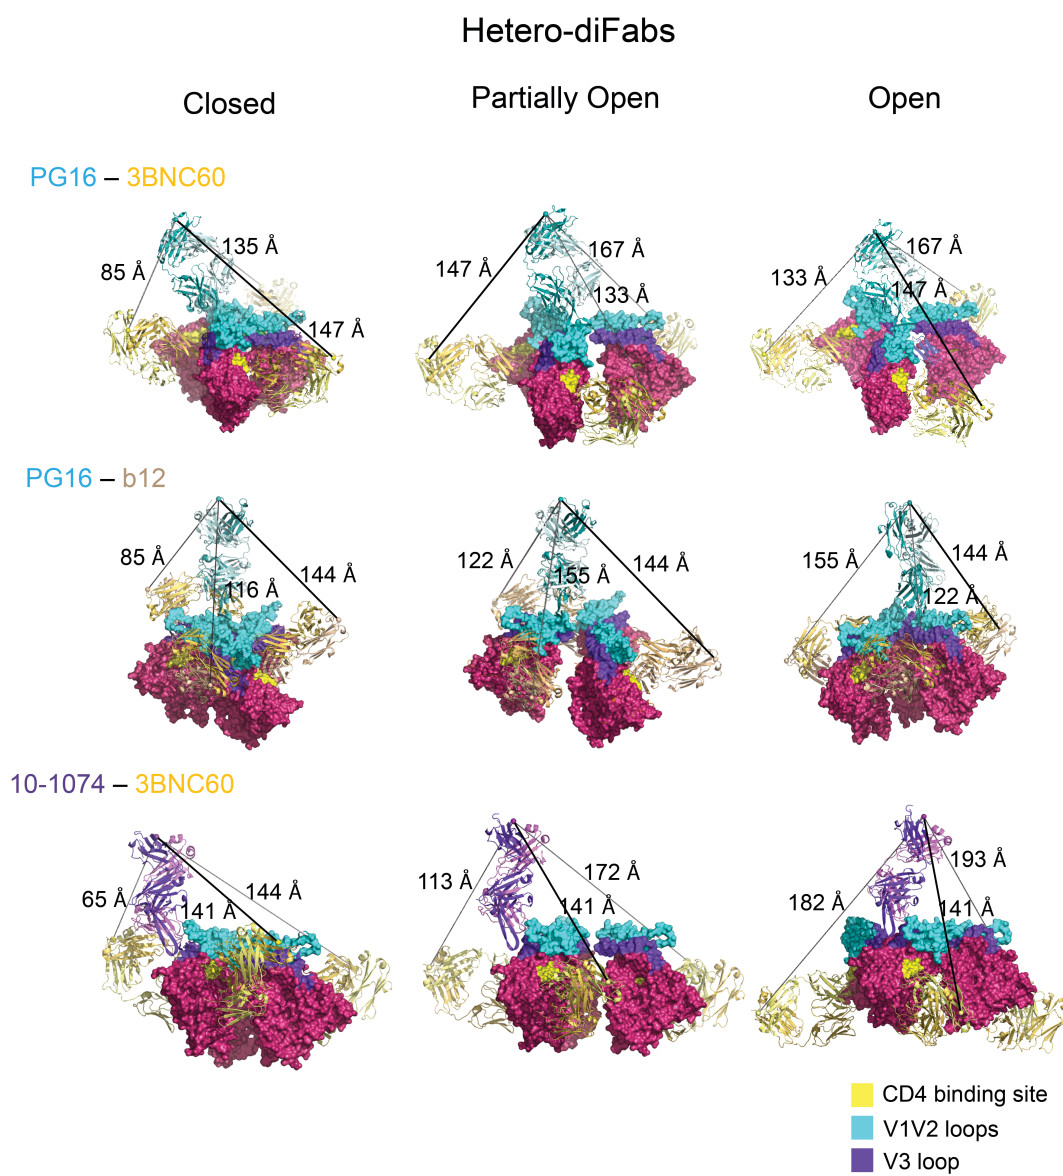 Hetero-diFabs
Closed
Partially Open
Open
PG16 – 3BNC60
85 Å
135 Å
147 Å
147 Å
167 Å
133 Å
133 Å
167 Å
147 Å
PG16 – b12
85 Å
116 Å
144 Å
122 Å
155 Å
144 Å
155 Å
144 Å
122 Å
10-1074 – 3BNC60
65 Å
141 Å
144 Å
113 Å
172 Å
141 Å
182 Å
193 Å
141 Å
CD4 binding site
V1V2 loops
V3 loop